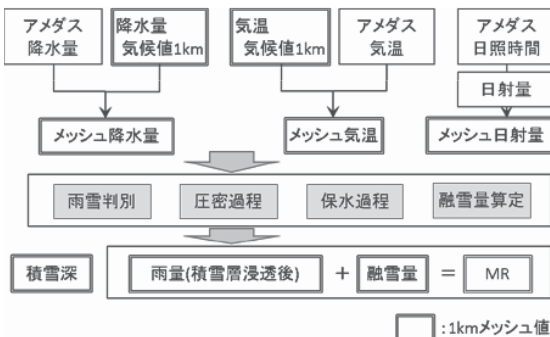 アメダス
降水量
降水量
気候値1km
気温
気候値1km
アメダス
気温
アメダス
日照時間
日射量
メッシュ降水量
メッシュ気温
メッシュ日射量
雨雪判別
圧密過程
保水過程
融雪量算定
積雪深
雨量(積雪層浸透後)
+
融雪量
=
MR
:1kmメッシュ値